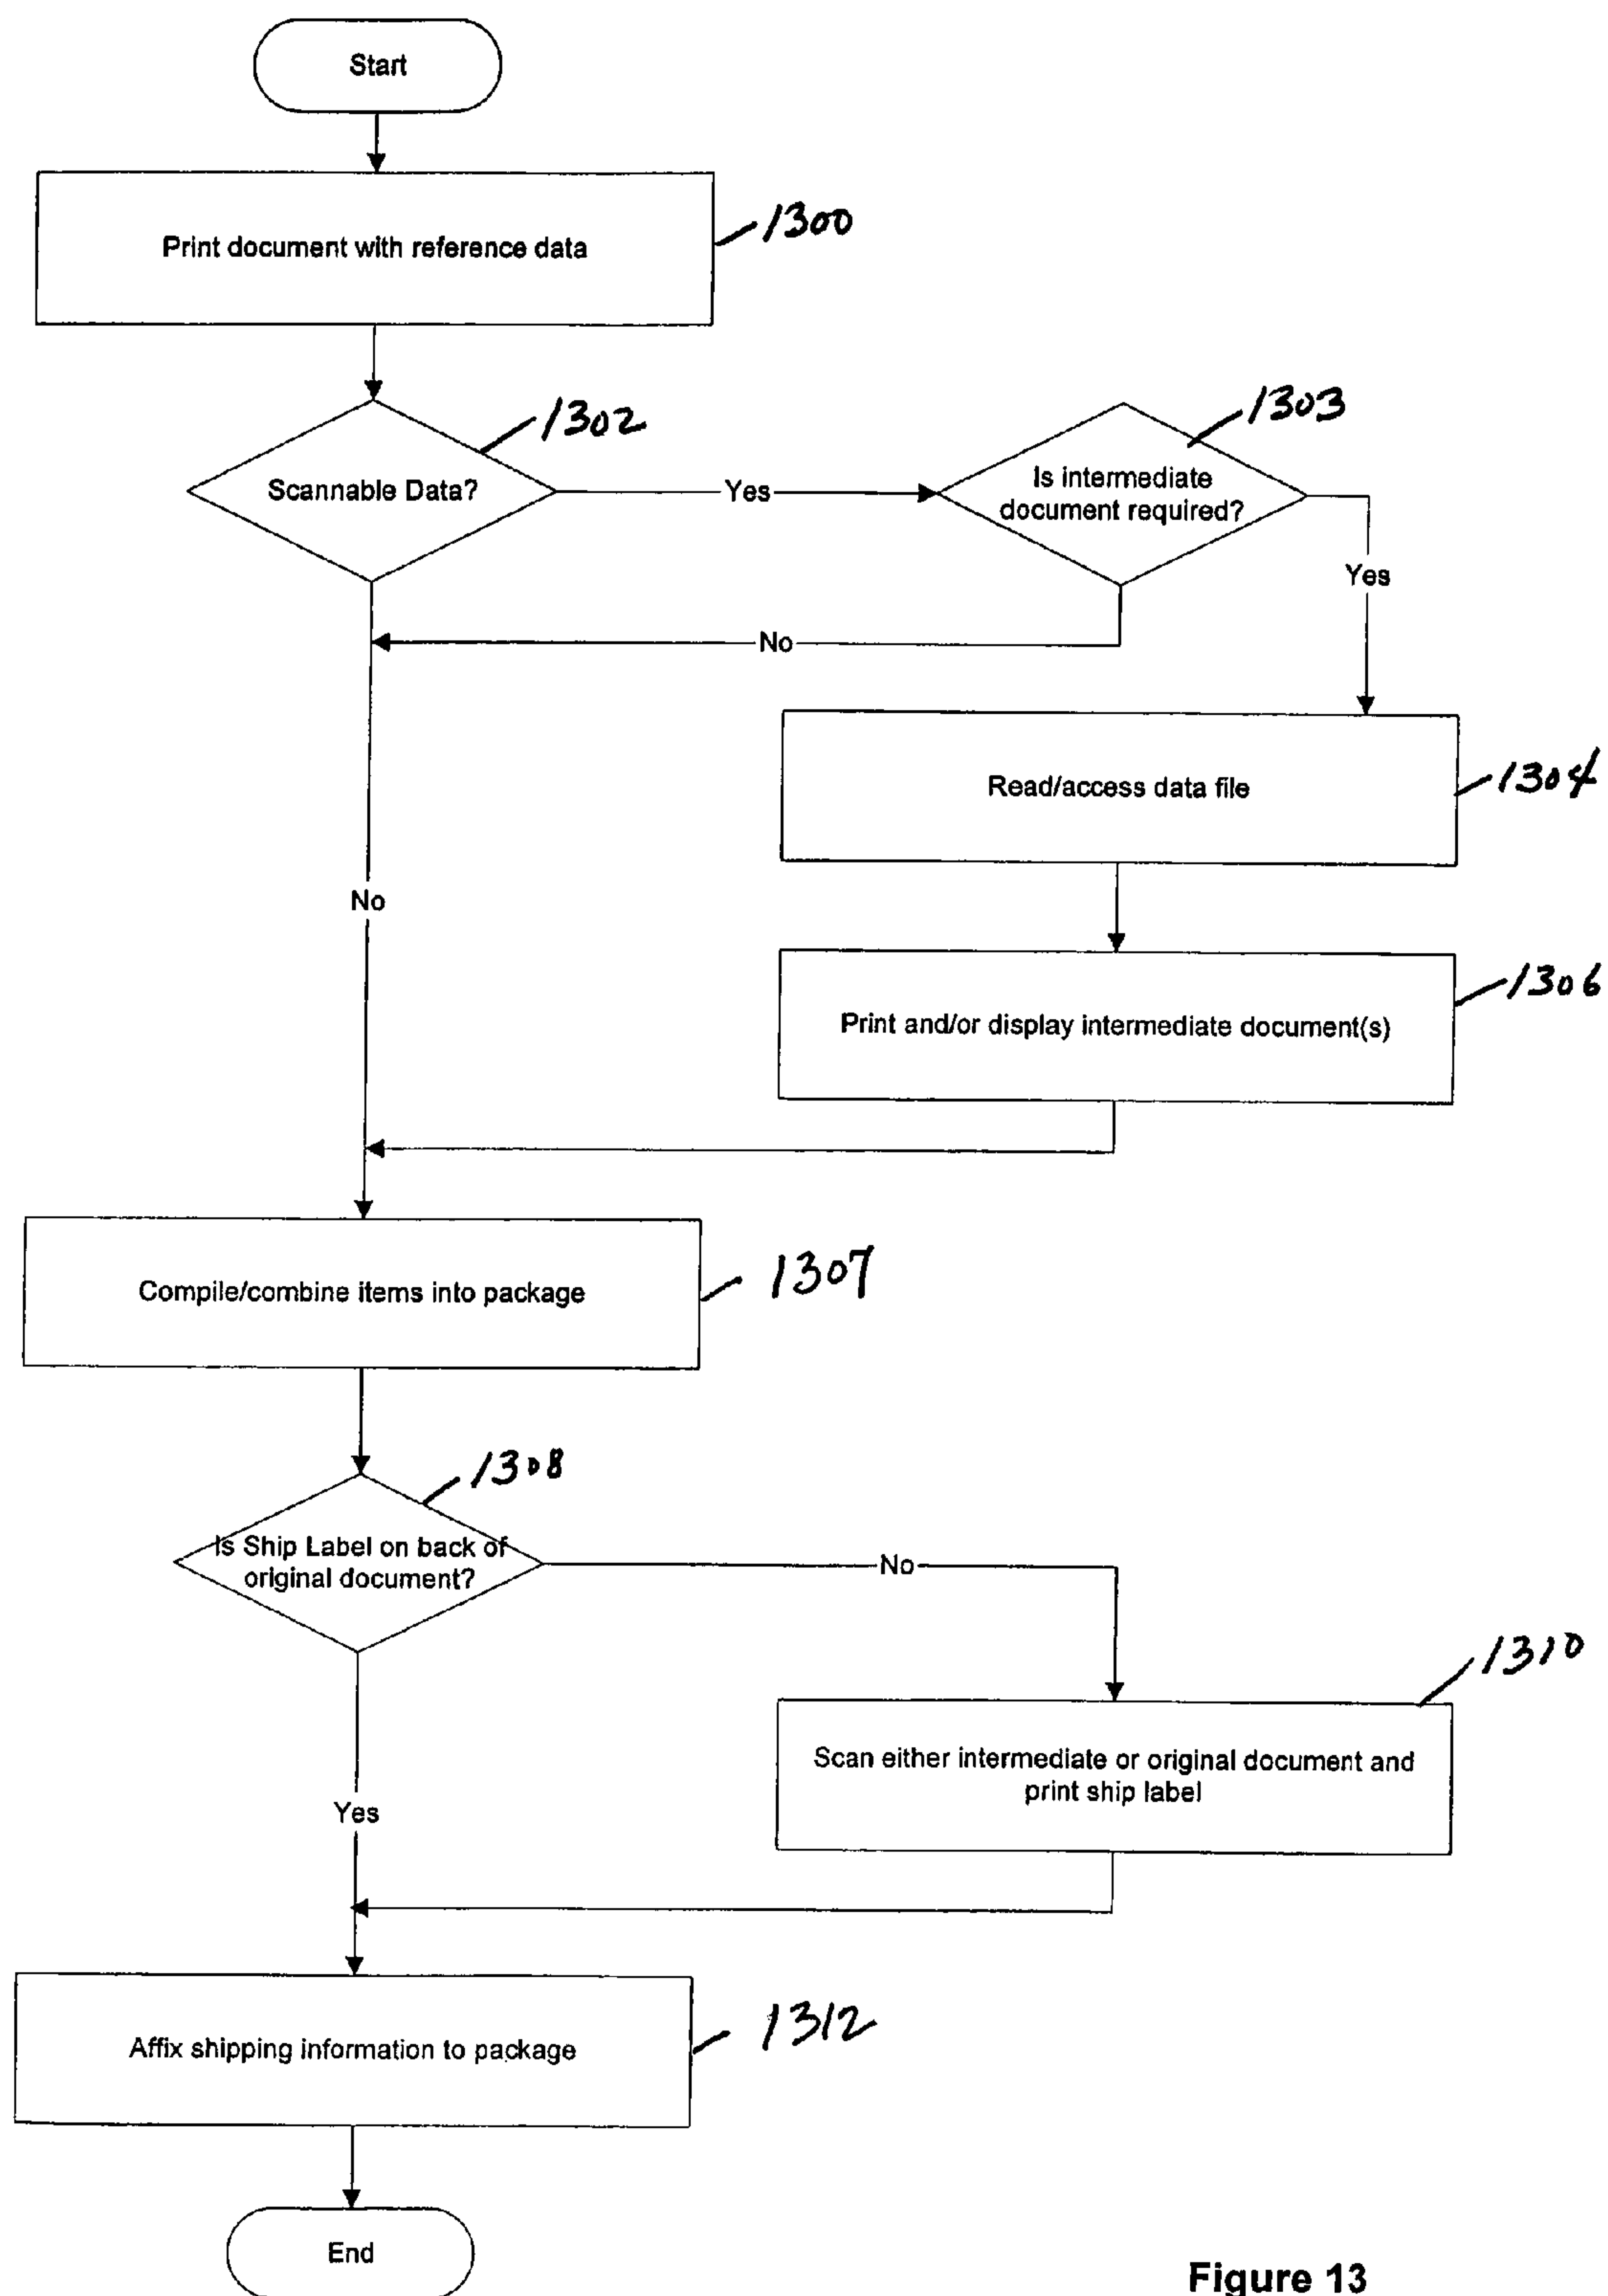 Start
Print document with reference data
1300
Scannable Data?
1302
Yes
Is intermediate
document required?
1303
Yes
No
Read/access data file
1304
No
Print and/or display intermediate document(s)
1306
Compile/combine items into package
1307
Is Ship Label on back of
original document?
1308
No
Scan either intermediate or original document and
print ship label
1310
Yes
Affix shipping information to package
1312
End
Figure 13